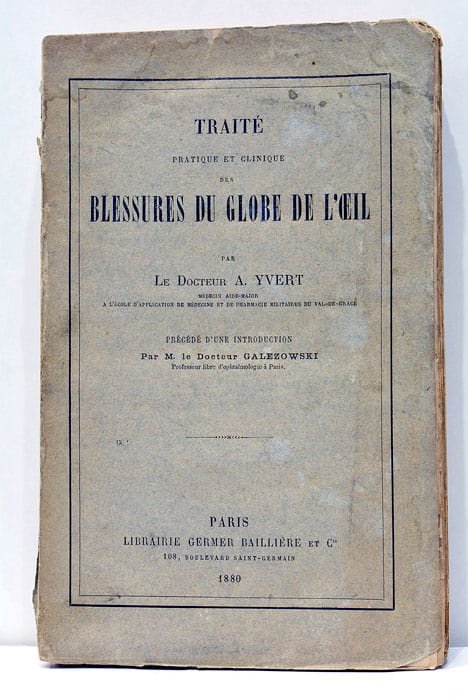 TRAITÉ
PRATIQUE ET CLINIQUE
DES
BLESSURES DU GLOBE DE L'ŒIL
PAR
LE DOCTEUR A. YVERT
MÉDECIN AIDE-MAJOR
A L'ÉCOLE D'APPLICATION DE MÉDECINE ET DE PHARMACIE MILITAIRES DU VAL-DE-GRACE
PRÉCÉDÉ D'UNE INTRODUCTION
Par M. le Docteur GALEZOWSKI
Professeur libre d'ophtalmologie à Paris.
PARIS
LIBRAIRIE GERMER BAILLIÈRE ET Cie
108, BOULEVARD SAINT-GERMAIN
1880